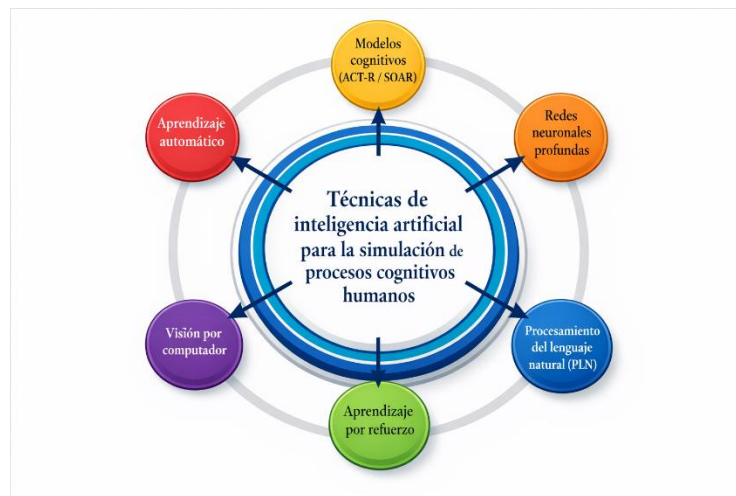 Modelos
cognitivos
(ACT-R / SOAR)
Aprendizaje
automático
Redes
neuronales
profundas
Técnicas de
inteligencia artificial
para la simulación de
procesos cognitivos
humanos
Visión por
computador
Procesamiento
del lenguaje
natural (PLN)
Aprendizaje
por refuerzo